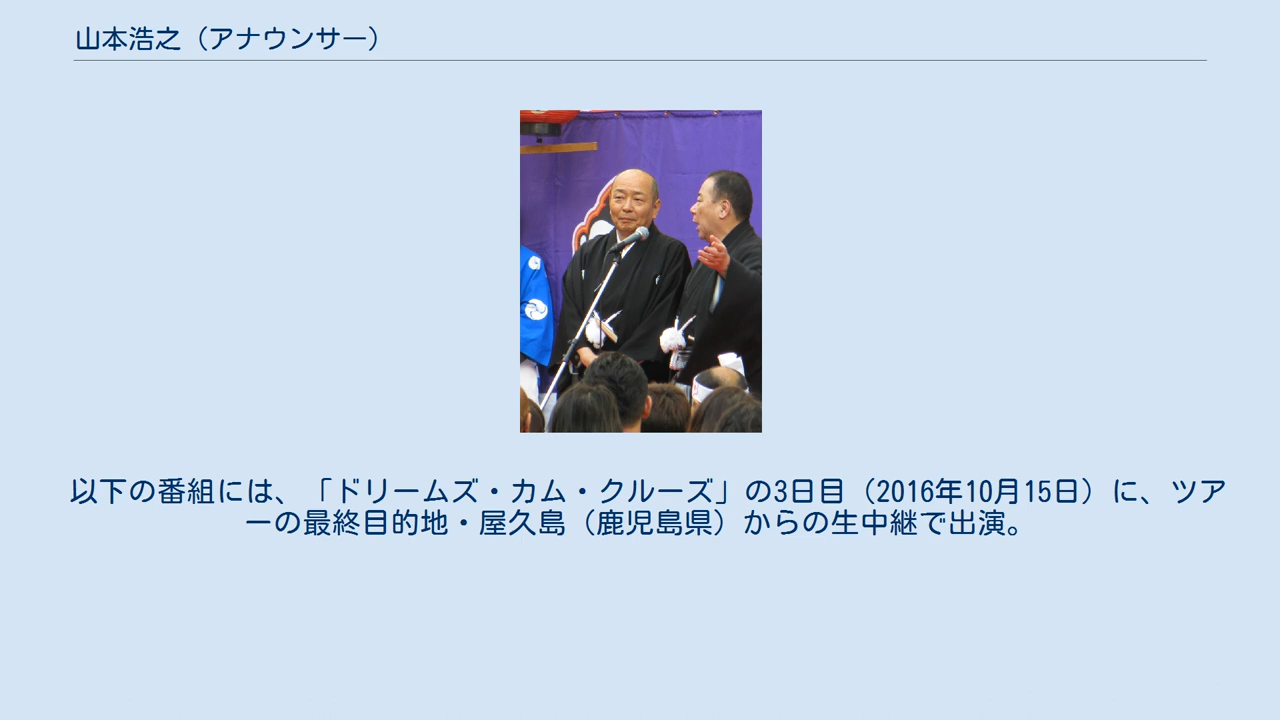 山本浩之（アナウンサー）
以下の番組には、「ドリームズ・カム・クルーズ」の3日目（2016年10月15日）に、ツア
ーの最終目的地・屋久島（鹿児島県）からの生中継で出演。